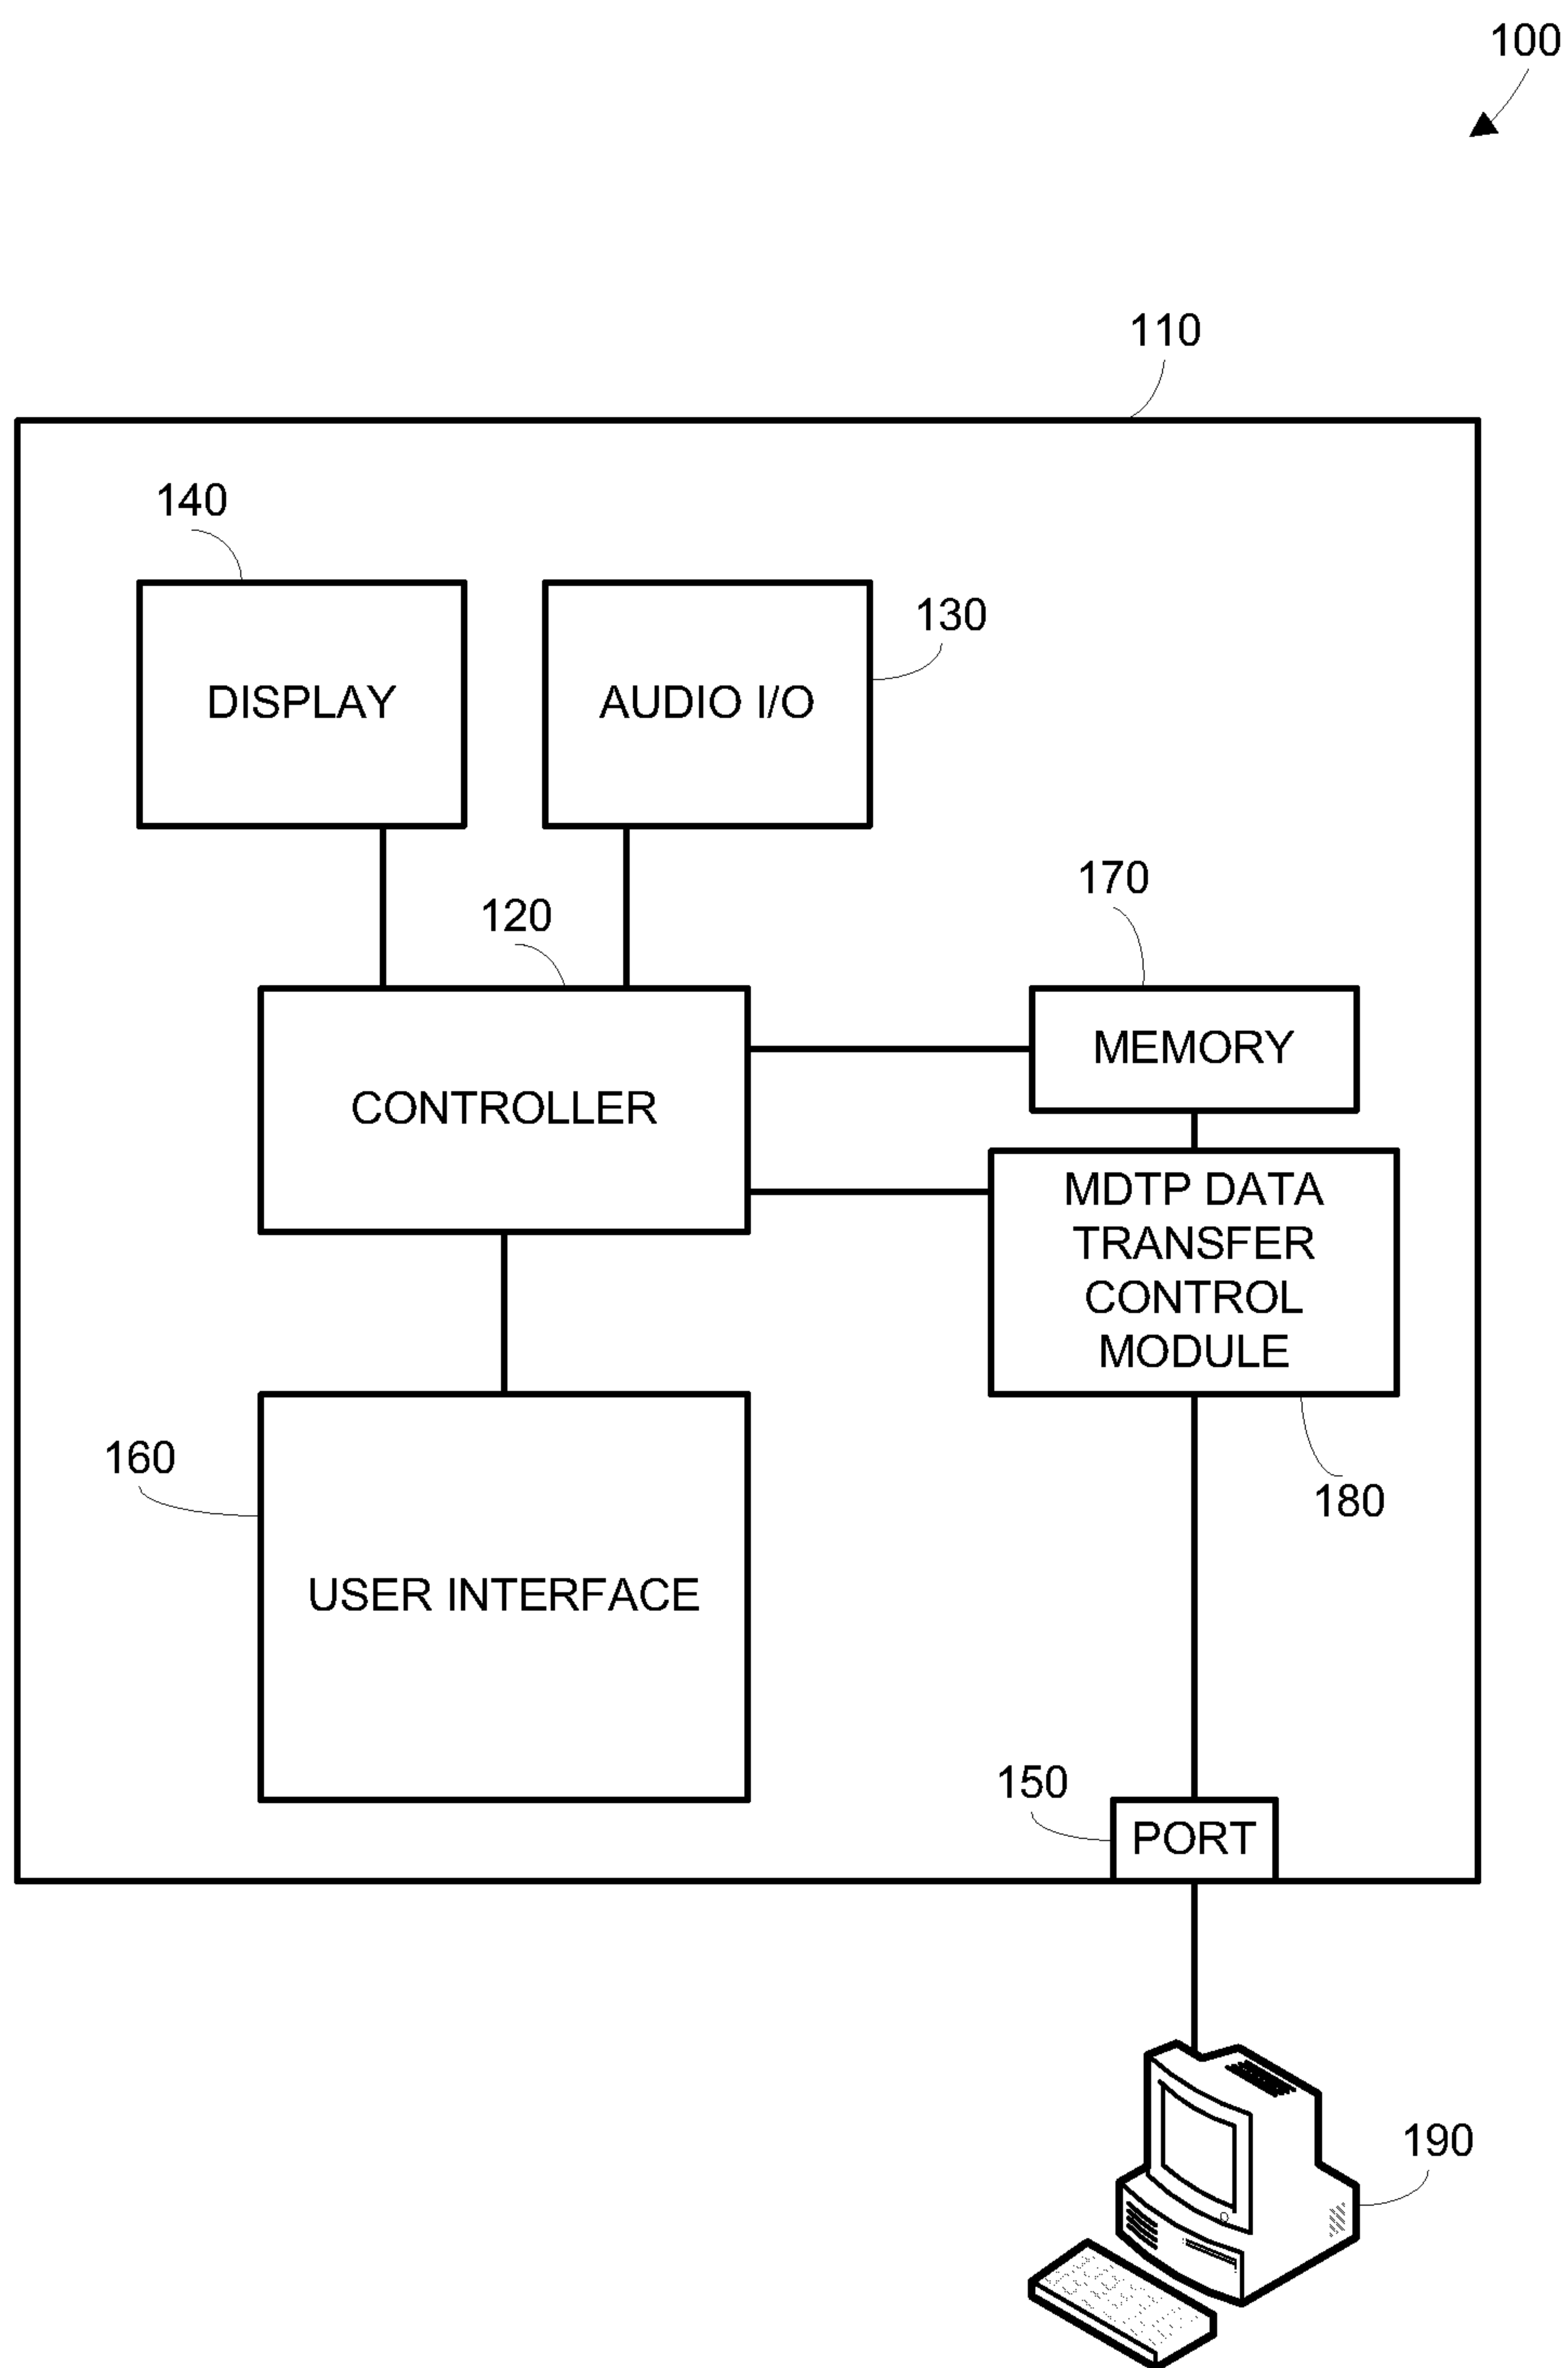 100
110
140
130
DISPLAY
AUDIO I/O
170
120
MEMORY
CONTROLLER
MDTP DATA
TRANSFER
CONTROL
MODULE
160
180
USER INTERFACE
150
PORT
190